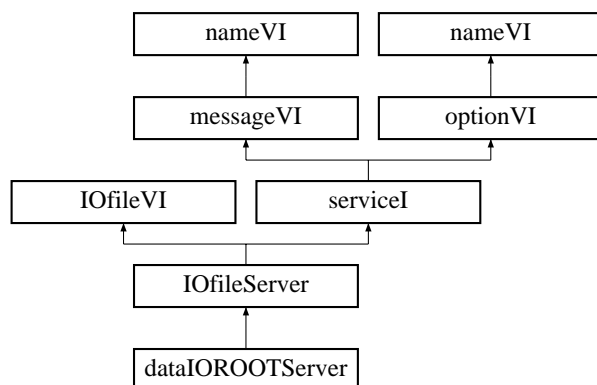 nameVI nameVI
messageVI optionVI
IOfileVI serviceI
IOfileServer
dataIOROOTServer